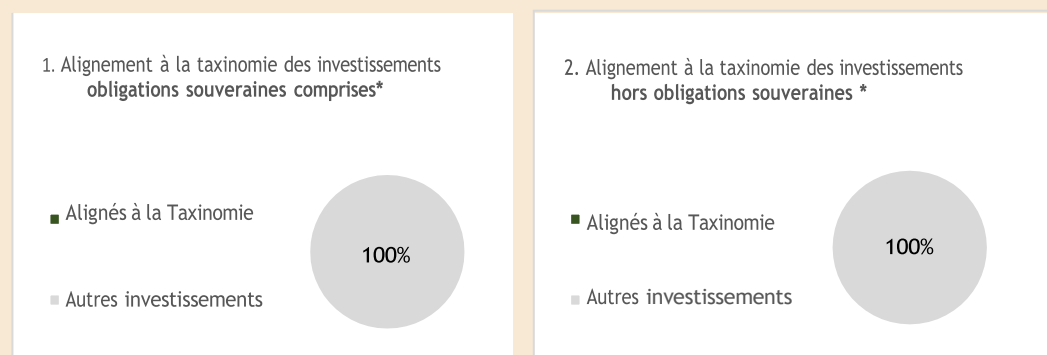 1. Alignement à la taxinomie des investissements
obligations souveraines comprises*
Alignés à la Taxinomie
100%
Autres investissements
2. Alignement à la taxinomie des investissements
hors obligations souveraines *
Alignés à la Taxinomie
100%
Autres investissements